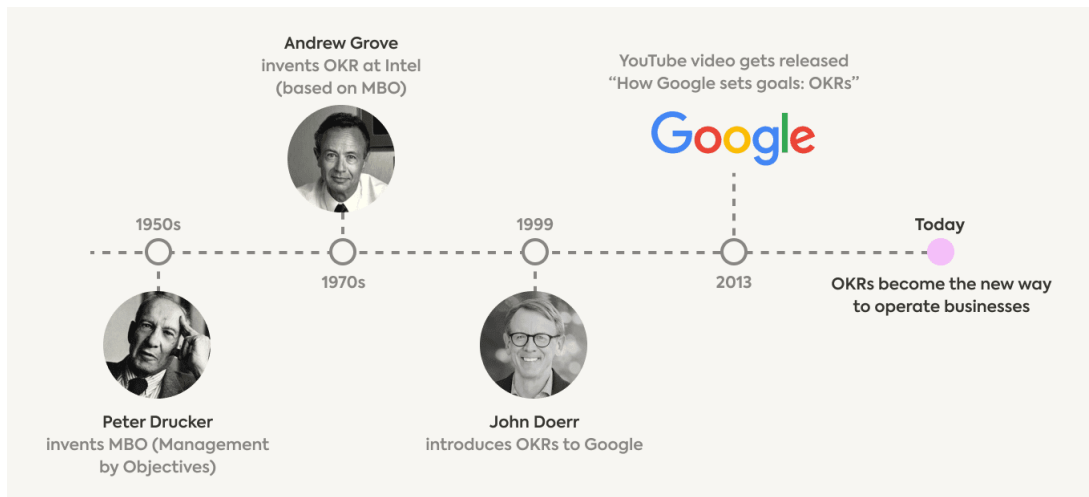 Andrew Grove
invents OKR at Intel
(based on MBO)
YouTube video gets released
“How Google sets goals: OKRs”
Google
1950s
1999
Today
1970s
2013
OKRs become the new way
to operate businesses
Peter Drucker
invents MBO (Management
by Objectives)
John Doerr
introduces OKRs to Google